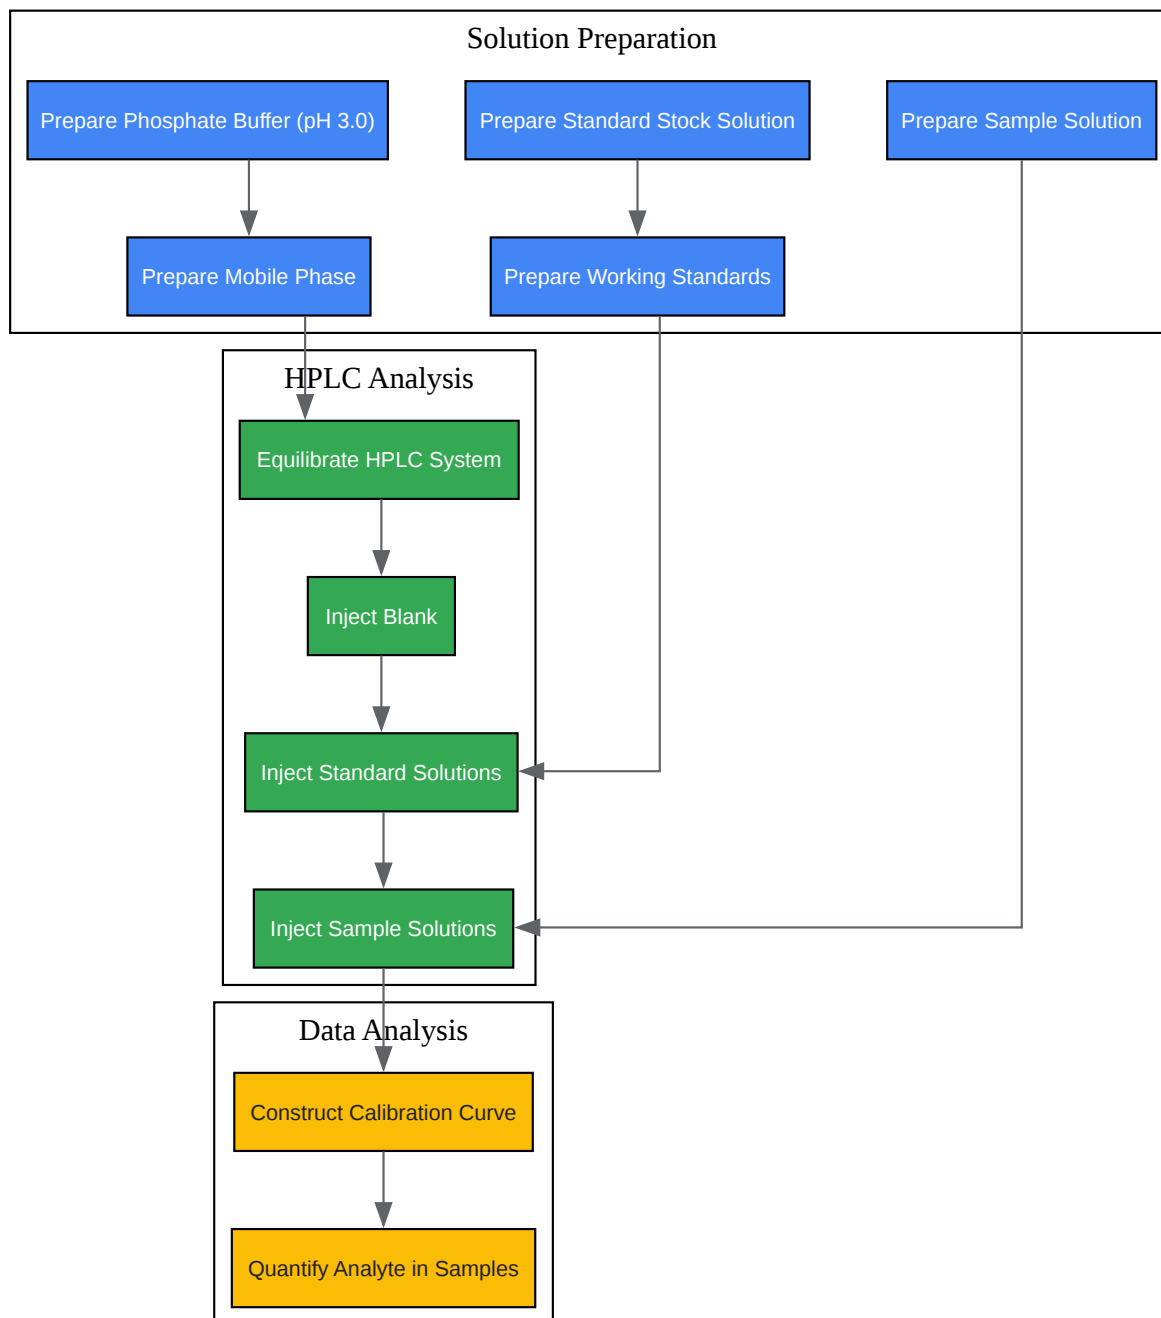 Solution Preparation
Prepare Phosphate Buffer (pH 3.0)
Prepare Standard Stock Solution
Prepare Sample Solution
Prepare Mobile Phase
Prepare Working Standards
HPLC Analysis
Equilibrate HPLC System
Inject Blank
Inject Standard Solutions
Inject Sample Solutions
Data Analysis
Construct Calibration Curve
Quantify Analyte in Samples